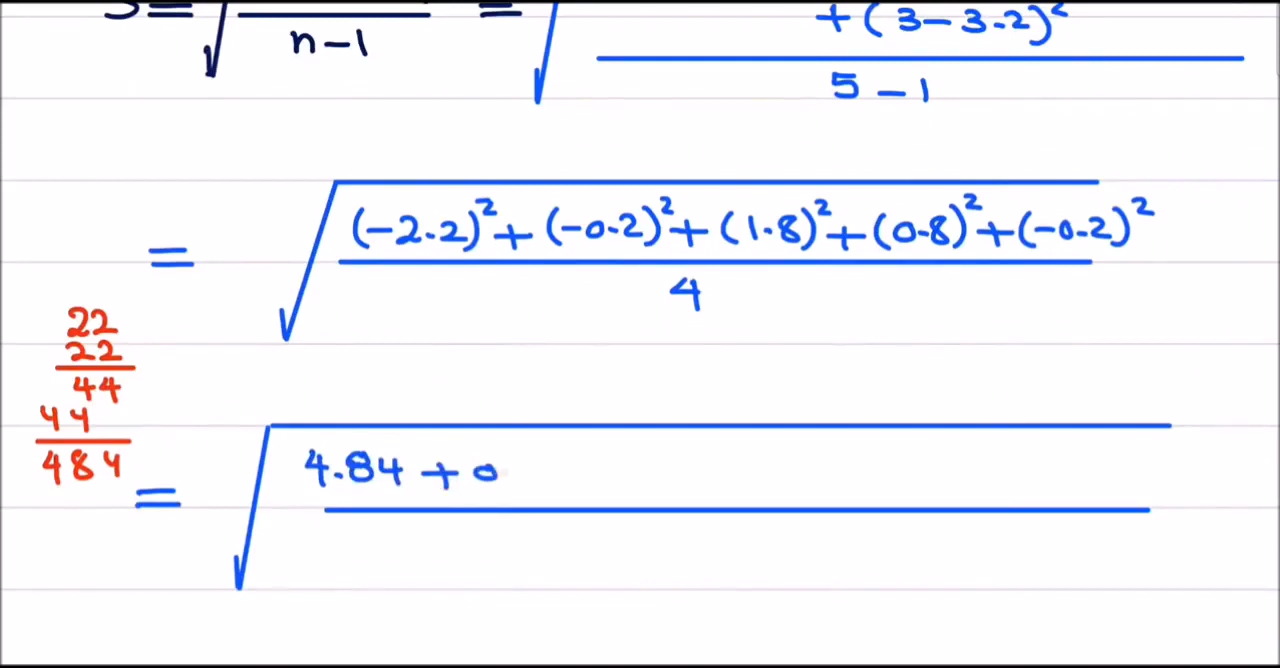 S = √ n-1 = √ + (3-3.2)²
5 - 1
= √ (-2.2)² + (-0.2)² + (1.8)² + (0.8)² + (-0.2)²
4
22
22
44
44
484
= √ 4.84 + 0